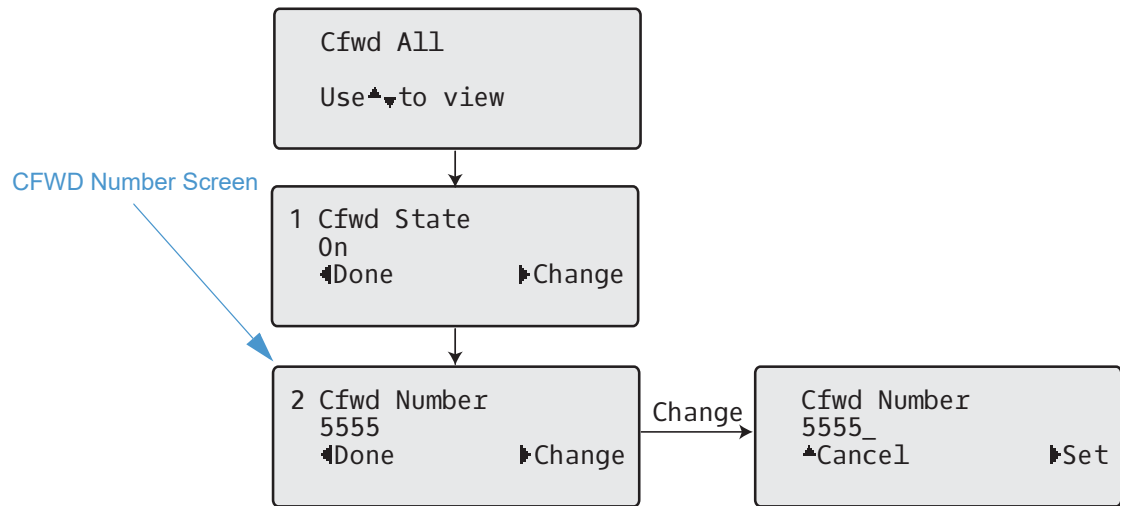 Cfwd All
Use▲▼to view
CFWD Number Screen
1 Cfwd State
On
◀Done ▶Change
2 Cfwd Number
5555
◀Done ▶Change
Change
Cfwd Number
5555_
▲Cancel ▶Set